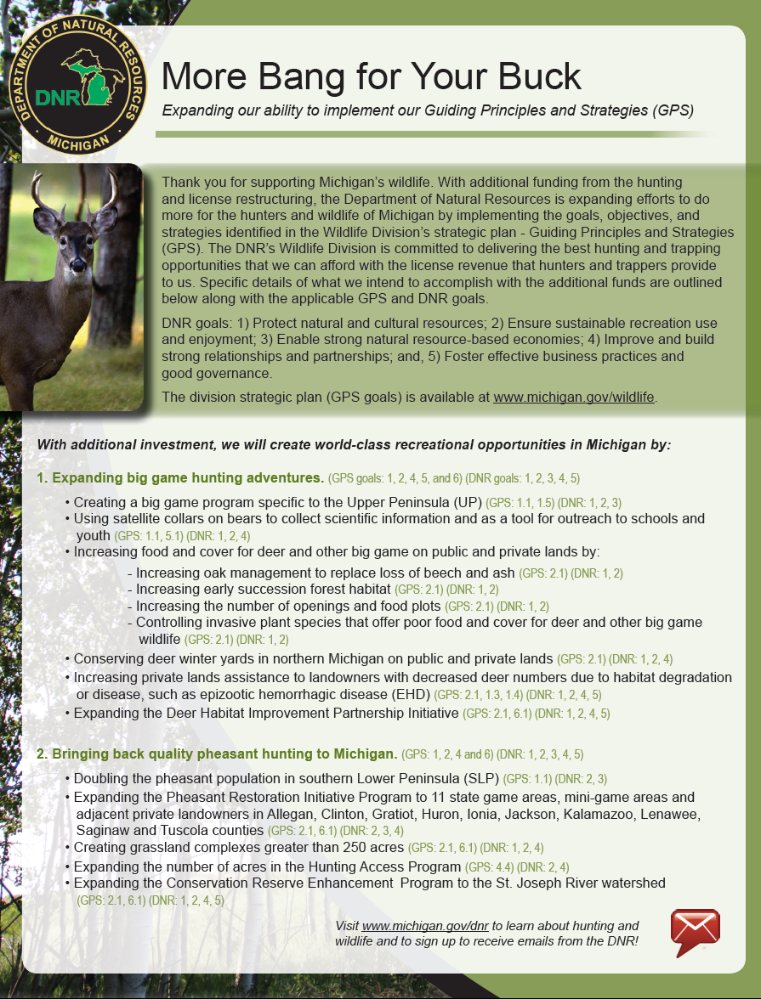 DEPARTMENT OF NATURAL RESOURCES
DNR
· MICHIGAN ·
More Bang for Your Buck
Expanding our ability to implement our Guiding Principles and Strategies (GPS)
Thank you for supporting Michigan's wildlife. With additional funding from the hunting
and license restructuring, the Department of Natural Resources is expanding efforts to do
more for the hunters and wildlife of Michigan by implementing the goals, objectives, and
strategies identified in the Wildlife Division's strategic plan - Guiding Principles and Strategies
(GPS). The DNR's Wildlife Division is committed to delivering the best hunting and trapping
opportunities that we can afford with the license revenue that hunters and trappers provide
to us. Specific details of what we intend to accomplish with the additional funds are outlined
below along with the applicable GPS and DNR goals.
DNR goals: 1) Protect natural and cultural resources; 2) Ensure sustainable recreation use
and enjoyment; 3) Enable strong natural resource-based economies; 4) Improve and build
strong relationships and partnerships; and, 5) Foster effective business practices and
good governance.
The division strategic plan (GPS goals) is available at www.michigan.gov/wildlife.
With additional investment, we will create world-class recreational opportunities in Michigan by:
1. Expanding big game hunting adventures. (GPS goals: 1, 2, 4, 5, and 6) (DNR goals: 1, 2, 3, 4, 5)
• Creating a big game program specific to the Upper Peninsula (UP) (GPS: 1.1, 1.5) (DNR: 1, 2, 3)
• Using satellite collars on bears to collect scientific information and as a tool for outreach to schools and
youth (GPS: 1.1, 5.1) (DNR: 1, 2, 4)
• Increasing food and cover for deer and other big game on public and private lands by:
- Increasing oak management to replace loss of beech and ash (GPS: 2.1) (DNR: 1, 2)
- Increasing early succession forest habitat (GPS: 2.1) (DNR: 1, 2)
- Increasing the number of openings and food plots (GPS: 2.1) (DNR: 1, 2)
- Controlling invasive plant species that offer poor food and cover for deer and other big game
wildlife (GPS: 2.1) (DNR: 1, 2)
• Conserving deer winter yards in northern Michigan on public and private lands (GPS: 2.1) (DNR: 1, 2, 4)
• Increasing private lands assistance to landowners with decreased deer numbers due to habitat degradation
or disease, such as epizootic hemorrhagic disease (EHD) (GPS: 2.1, 1.3, 1.4) (DNR: 1, 2, 4, 5)
• Expanding the Deer Habitat Improvement Partnership Initiative (GPS: 2.1, 6.1) (DNR: 1, 2, 4, 5)
2. Bringing back quality pheasant hunting to Michigan. (GPS: 1, 2, 4 and 6) (DNR: 1, 2, 3, 4, 5)
• Doubling the pheasant population in southern Lower Peninsula (SLP) (GPS: 1.1) (DNR: 2, 3)
• Expanding the Pheasant Restoration Initiative Program to 11 state game areas, mini-game areas and
adjacent private landowners in Allegan, Clinton, Gratiot, Huron, Ionia, Jackson, Kalamazoo, Lenawee,
Saginaw and Tuscola counties (GPS: 2.1, 6.1) (DNR: 2, 3, 4)
• Creating grassland complexes greater than 250 acres (GPS: 2.1, 6.1) (DNR: 1, 2, 4)
• Expanding the number of acres in the Hunting Access Program (GPS: 4.4) (DNR: 2, 4)
• Expanding the Conservation Reserve Enhancement Program to the St. Joseph River watershed
(GPS: 2.1, 6.1) (DNR: 1, 2, 4, 5)
Visit www.michigan.gov/dnr to learn about hunting and
wildlife and to sign up to receive emails from the DNR!